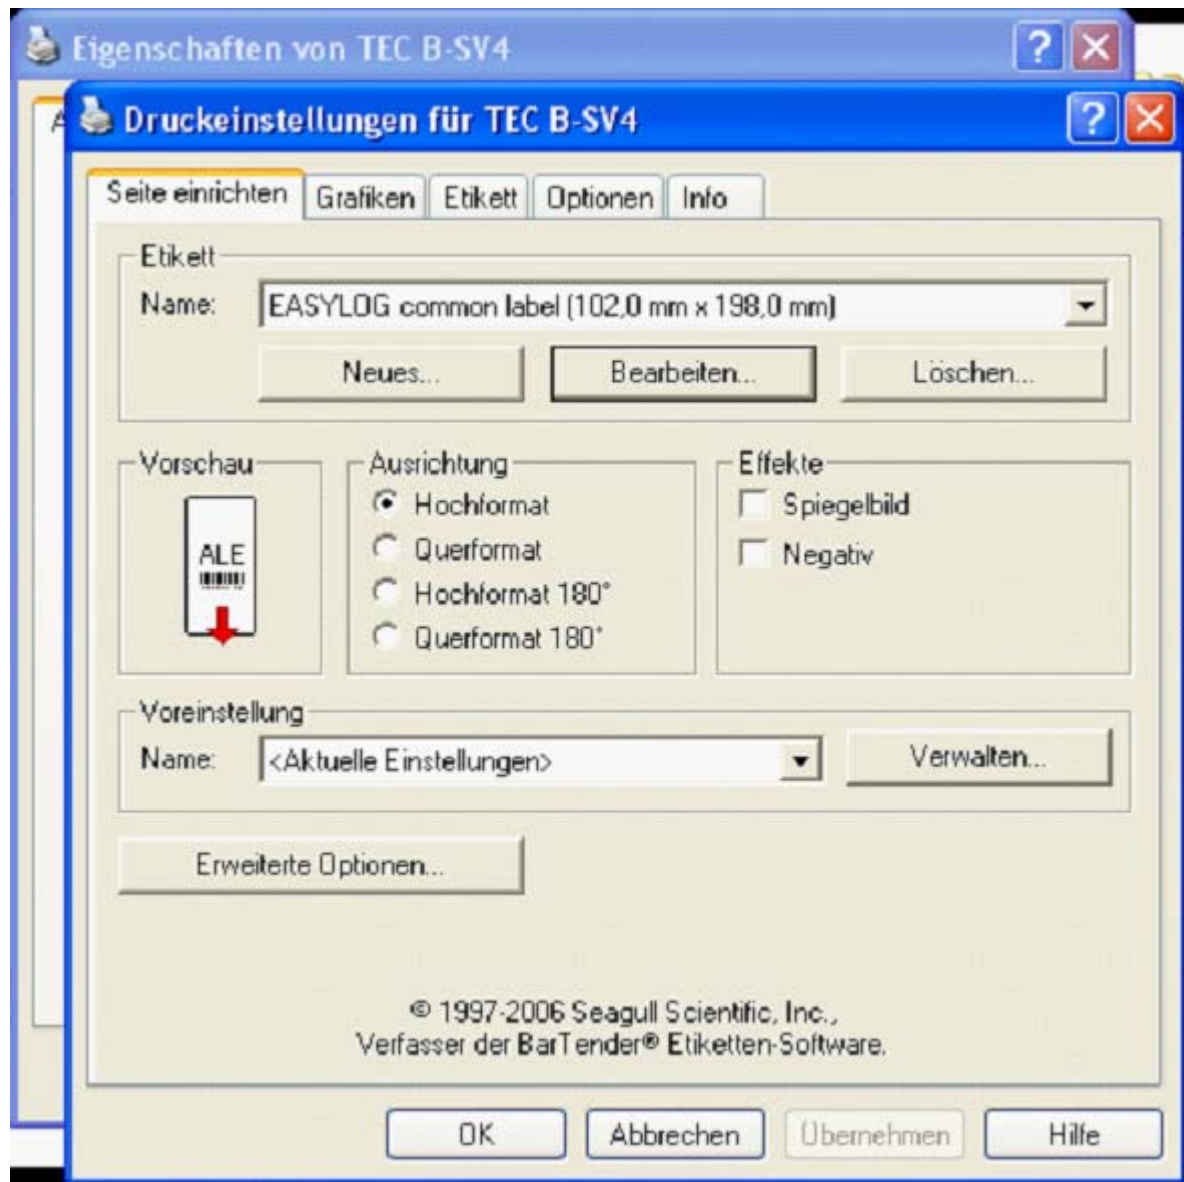 Eigenschaften von TEC B-SV4
A
Druckeinstellungen für TEC B-SV4
Seite einrichten Grafiken Etikett Optionen Info
Etikett
Name: EASYLOG common label (102,0 mm x 198,0 mm)
Neues... Bearbeiten... Löschen...
Vorschau
ALE
Ausrichtung
Hochformat
Querformat
Hochformat 180°
Querformat 180°
Effekte
Spiegelbild
Negativ
Voreinstellung
Name: <Aktuelle Einstellungen> Verwalten...
Erweiterte Optionen...
© 1997-2006 Seagull Scientific, Inc.,
Verfasser der BarTender® Etiketten-Software.
OK Abbrechen Übernehmen Hilfe